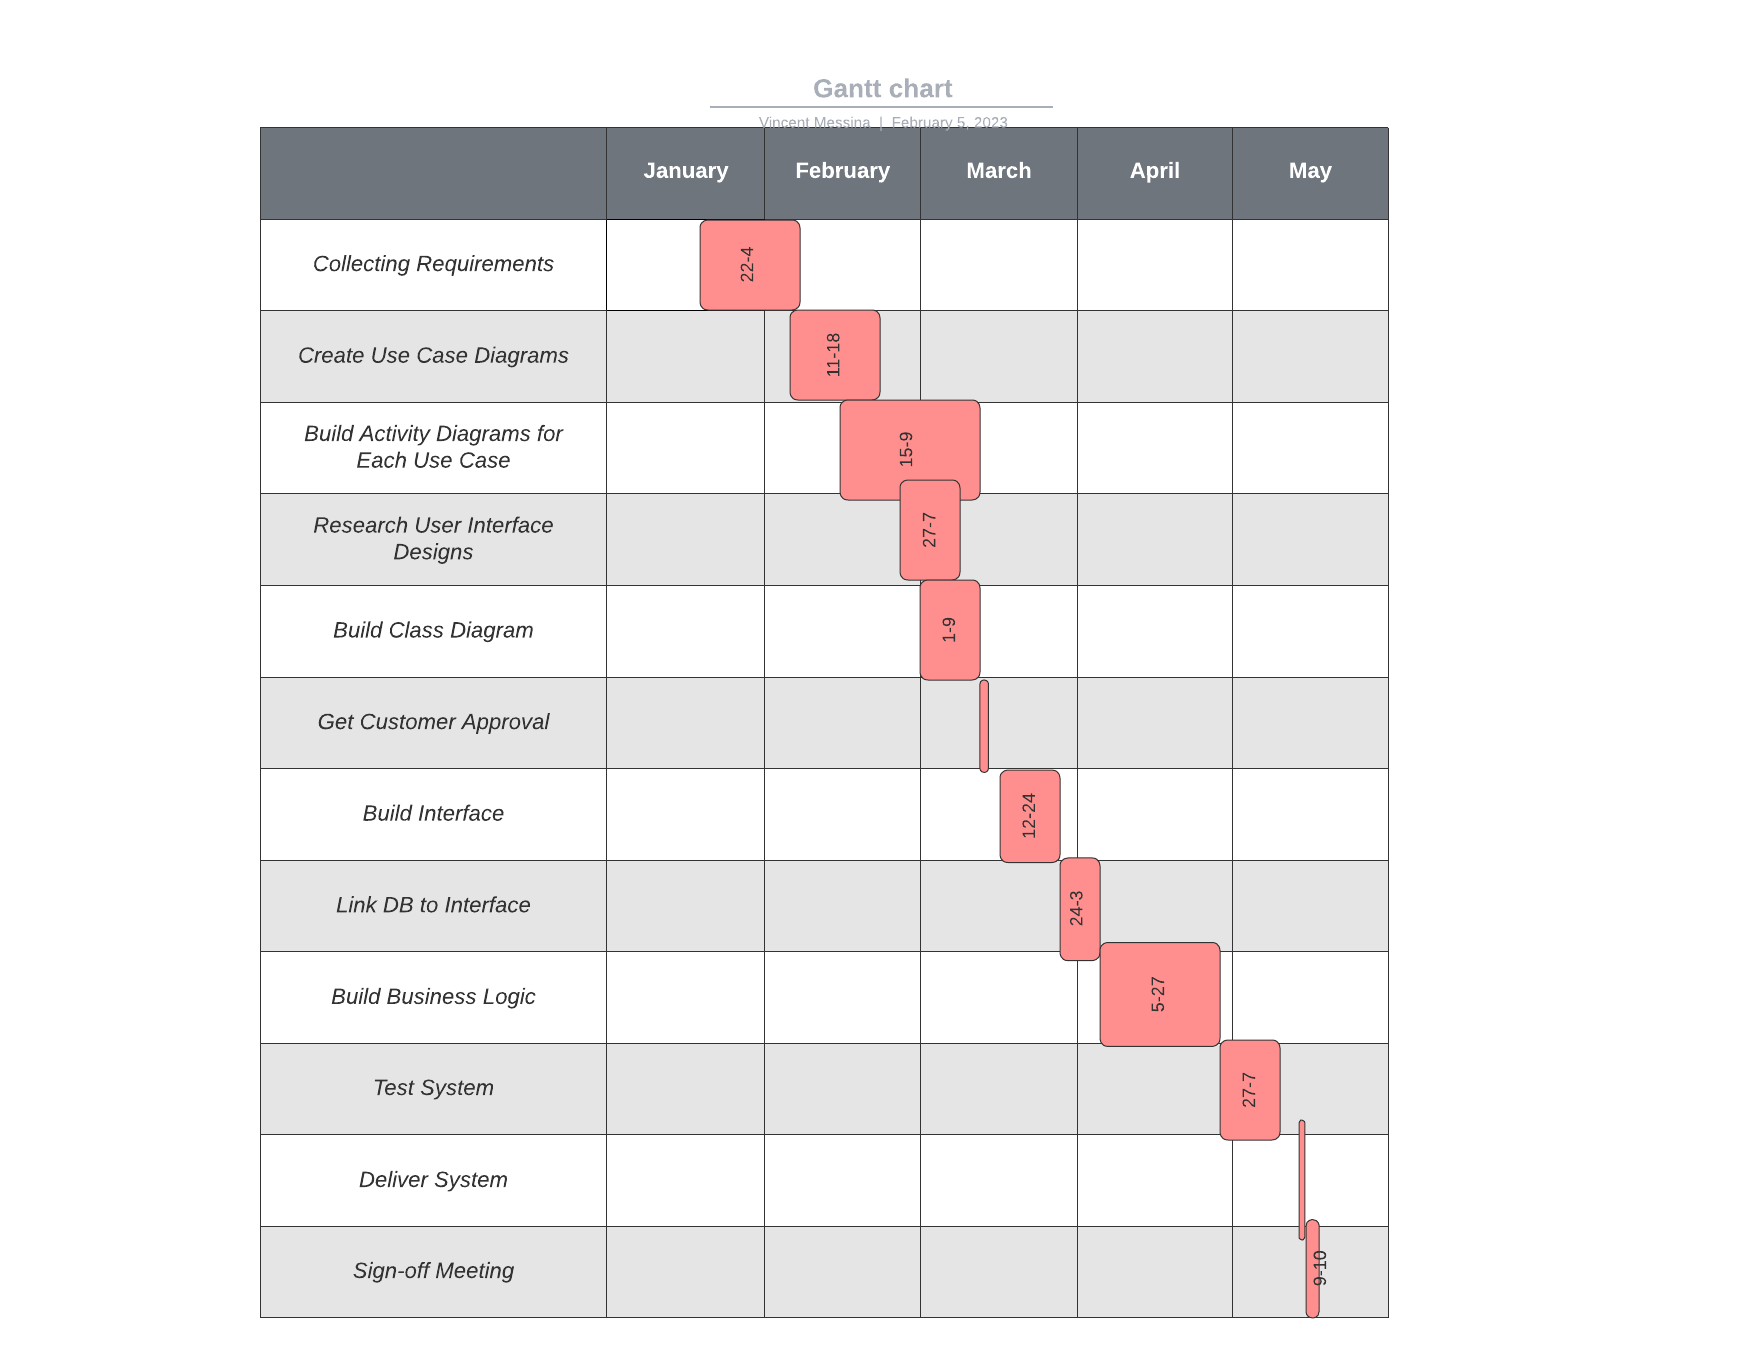 Gantt chart
Vincent Messina | February 5, 2023
January February March April May
Collecting Requirements
22-4
Create Use Case Diagrams
11-18
Build Activity Diagrams for
Each Use Case
15-9
Research User Interface
Designs
27-7
Build Class Diagram
1-9
Get Customer Approval
Build Interface
12-24
Link DB to Interface
24-3
Build Business Logic
5-27
Test System
27-7
Deliver System
Sign-off Meeting
9-10